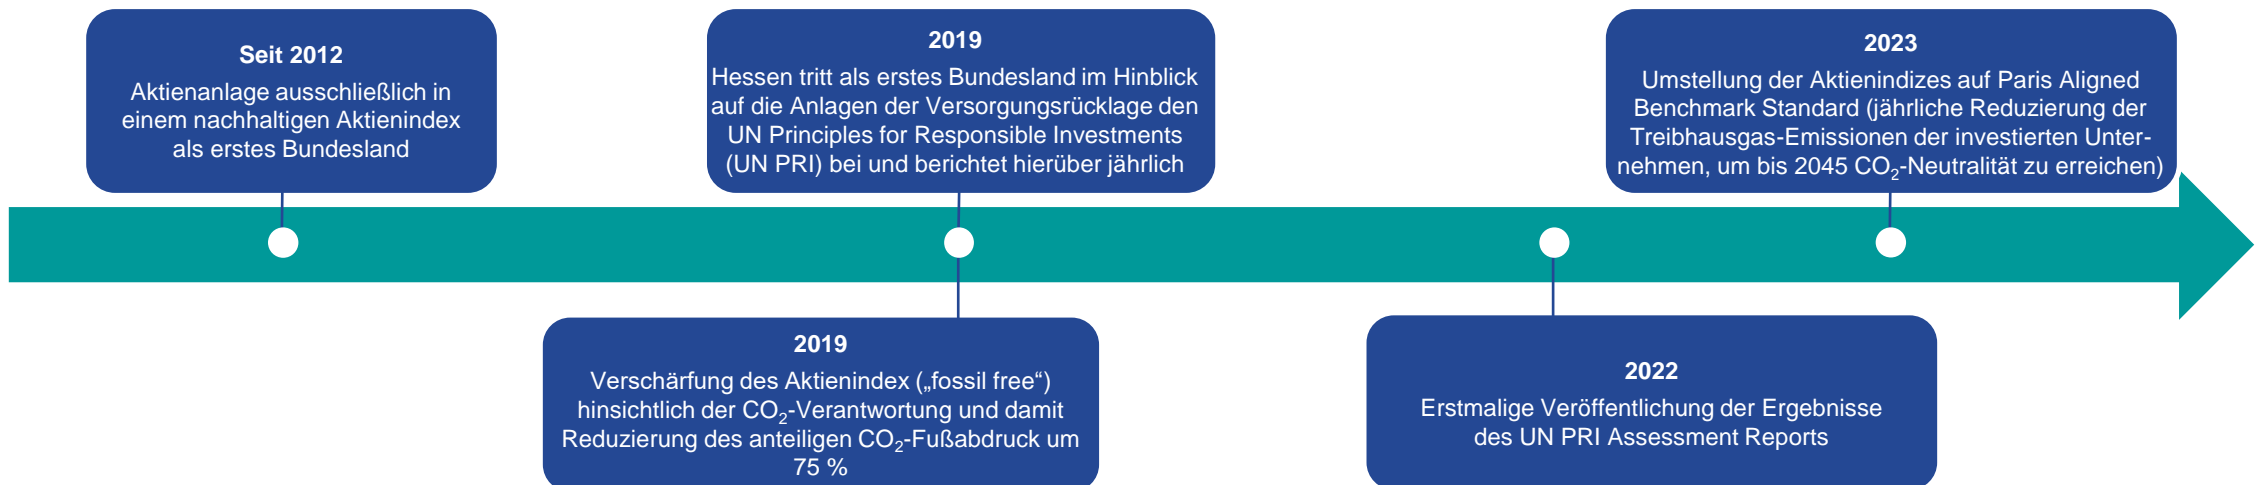 Seit 2012
Aktienanlage ausschließlich in
einem nachhaltigen Aktienindex
als erstes Bundesland
2019
Hessen tritt als erstes Bundesland im Hinblick
auf die Anlagen der Versorgungsrücklage den
UN Principles for Responsible Investments
(UN PRI) bei und berichtet hierüber jährlich
2023
Umstellung der Aktienindizes auf Paris Aligned
Benchmark Standard (jährliche Reduzierung der
Treibhausgas-Emissionen der investierten Unter-
nehmen, um bis 2045 CO₂-Neutralität zu erreichen)
2019
Verschärfung des Aktienindex („fossil free“)
hinsichtlich der CO₂-Verantwortung und damit
Reduzierung des anteiligen CO₂-Fußabdruck um
75 %
2022
Erstmalige Veröffentlichung der Ergebnisse
des UN PRI Assessment Reports